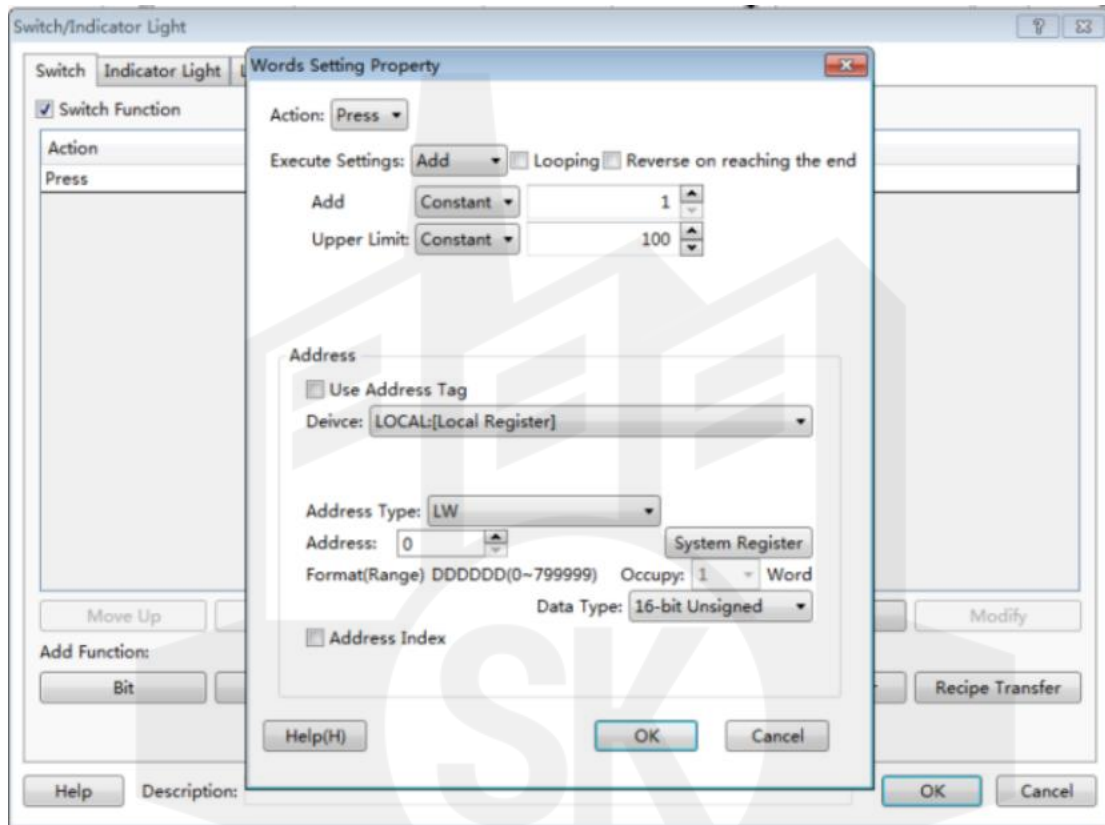 Switch/Indicator Light
Words Setting Property
Switch Indicator Light L
Switch Function
Action: Press
Action
Execute Settings: Add Looping Reverse on reaching the end
Press
Add Constant 1
Upper Limit: Constant 100
Address
Use Address Tag
Deivce: LOCAL:[Local Register]
Address Type: LW
Address: 0 System Register
Format(Range) DDDDDD(0~799999) Occupy: 1 Word
Data Type: 16-bit Unsigned
Move Up Modify
Address Index
Add Function:
Bit Recipe Transfer
Help(H) OK Cancel
Help Description: OK Cancel
SK